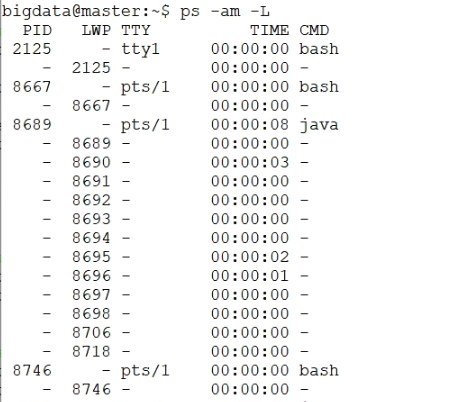 bigdata@master:~$ ps -am -L
  PID   LWP TTY          TIME CMD
 2125     - tty1     00:00:00 bash
    -  2125 -        00:00:00 -
 8667     - pts/1    00:00:00 bash
    -  8667 -        00:00:00 -
 8689     - pts/1    00:00:08 java
    -  8689 -        00:00:00 -
    -  8690 -        00:00:03 -
    -  8691 -        00:00:00 -
    -  8692 -        00:00:00 -
    -  8693 -        00:00:00 -
    -  8694 -        00:00:00 -
    -  8695 -        00:00:02 -
    -  8696 -        00:00:01 -
    -  8697 -        00:00:00 -
    -  8698 -        00:00:00 -
    -  8706 -        00:00:00 -
    -  8718 -        00:00:00 -
 8746     - pts/1    00:00:00 bash
    -  8746 -        00:00:00 -